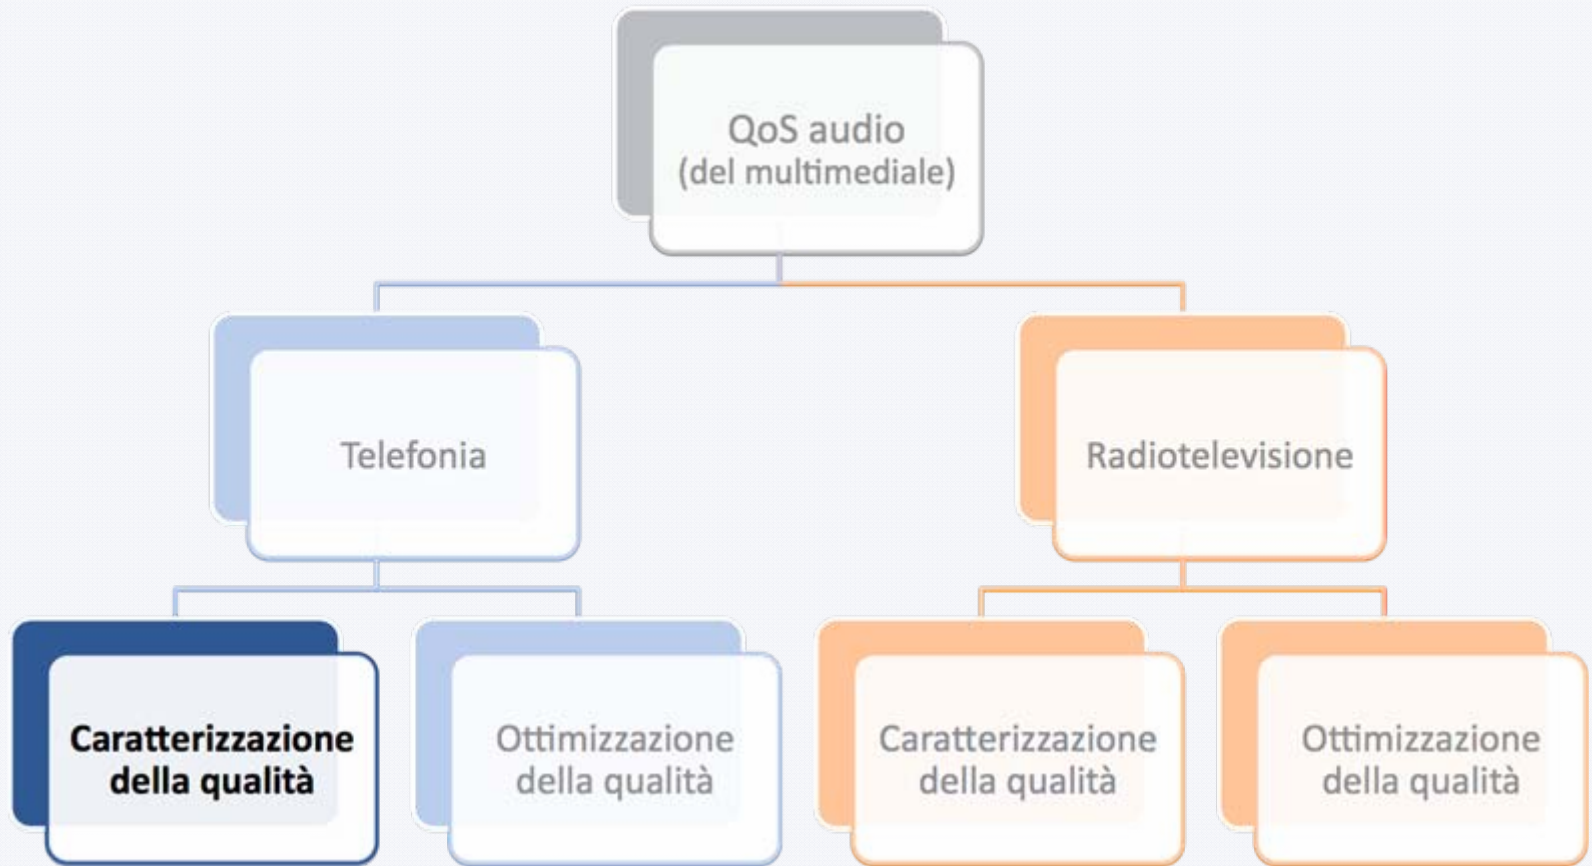 QoS audio
(del multimediale)
Telefonia
Radiotelevisione
Caratterizzazione
della qualità
Ottimizzazione
della qualità
Caratterizzazione
della qualità
Ottimizzazione
della qualità